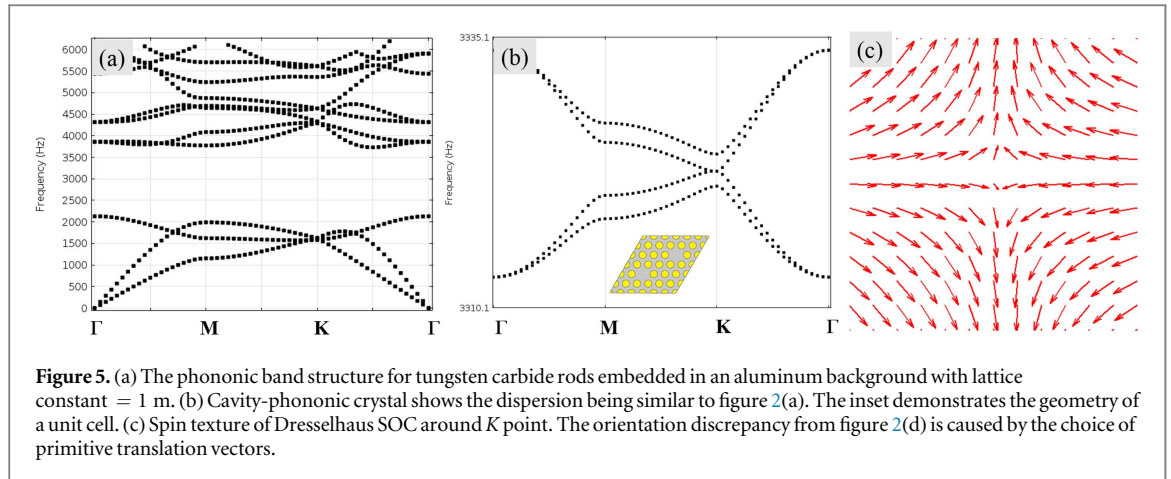 (a)
6000
5500
5000
4500
4000
3500
3000
2500
2000
1500
1000
500
0
Frequency (Hz)
Γ M K Γ
(b)
3335.1
3310.1
Frequency (Hz)
Γ M K Γ
(c)
Figure 5. (a) The phononic band structure for tungsten carbide rods embedded in an aluminum background with lattice
constant = 1 m. (b) Cavity-phononic crystal shows the dispersion being similar to figure 2(a). The inset demonstrates the geometry of
a unit cell. (c) Spin texture of Dresselhaus SOC around K point. The orientation discrepancy from figure 2(d) is caused by the choice of
primitive translation vectors.